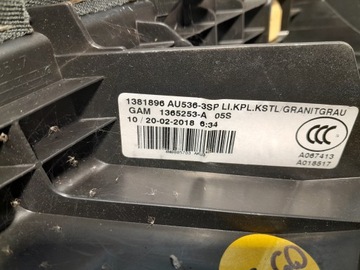 1381896 AU536-3SP LI.KPL.KSTL/GRANITGRAU
GAM 1365253-A 05S
10 / 20-02-2018 6:34
CCC
A067413
A018517
CQ